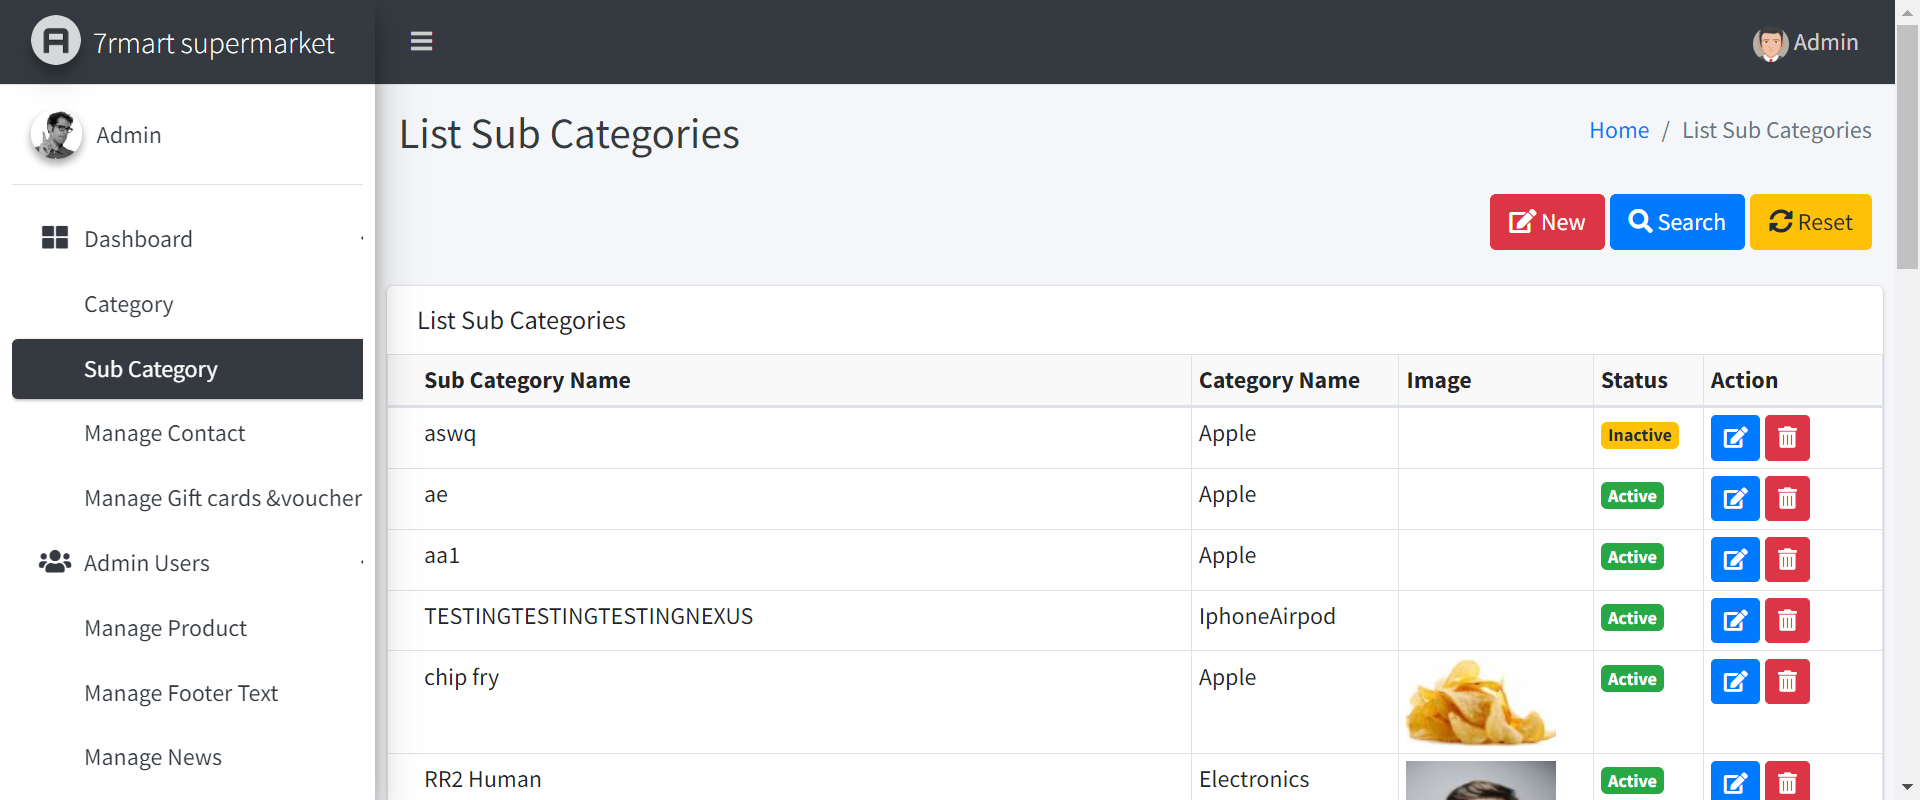 7rmart supermarket
Admin
Admin
List Sub Categories
Home / List Sub Categories
New Search Reset
Dashboard
Category
Sub Category
Manage Contact
Manage Gift cards &voucher
Admin Users
Manage Product
Manage Footer Text
Manage News
List Sub Categories
Sub Category Name Category Name Image Status Action
aswq Apple Inactive
ae Apple Active
aa1 Apple Active
TESTINGTESTINGTESTINGNEXUS IphoneAirpod Active
chip fry Apple Active
RR2 Human Electronics Active